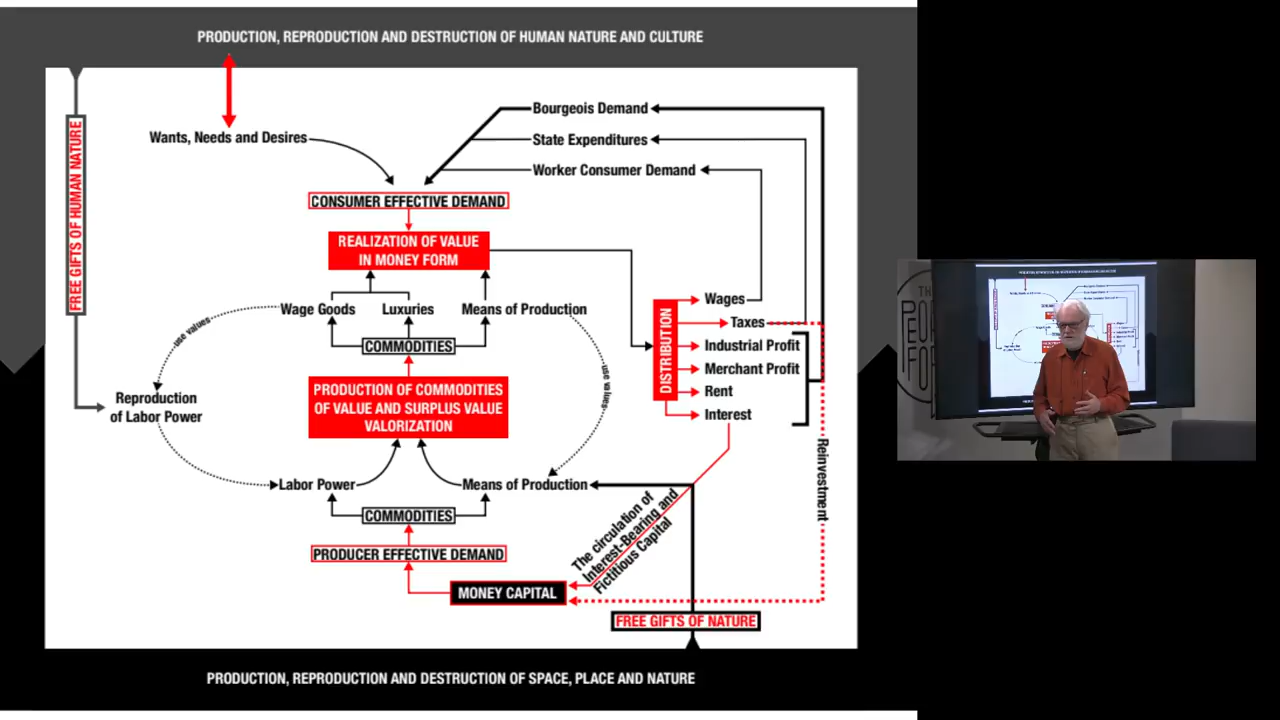 PRODUCTION, REPRODUCTION AND DESTRUCTION OF HUMAN NATURE AND CULTURE
Bourgeois Demand
Wants, Needs and Desires
State Expenditures
Worker Consumer Demand
FREE GIFTS OF HUMAN NATURE
CONSUMER EFFECTIVE DEMAND
REALIZATION OF VALUE
IN MONEY FORM
Wage Goods
Luxuries
Means of Production
use values
use values
COMMODITIES
DISTRIBUTION
Wages
Taxes
Industrial Profit
Merchant Profit
Rent
Interest
PRODUCTION OF COMMODITIES
OF VALUE AND SURPLUS VALUE
VALORIZATION
Reproduction
of Labor Power
Labor Power
Means of Production
Reinvestment
COMMODITIES
The circulation of
Interest-Bearing and
Fictitious Capital
PRODUCER EFFECTIVE DEMAND
MONEY CAPITAL
FREE GIFTS OF NATURE
PRODUCTION, REPRODUCTION AND DESTRUCTION OF SPACE, PLACE AND NATURE